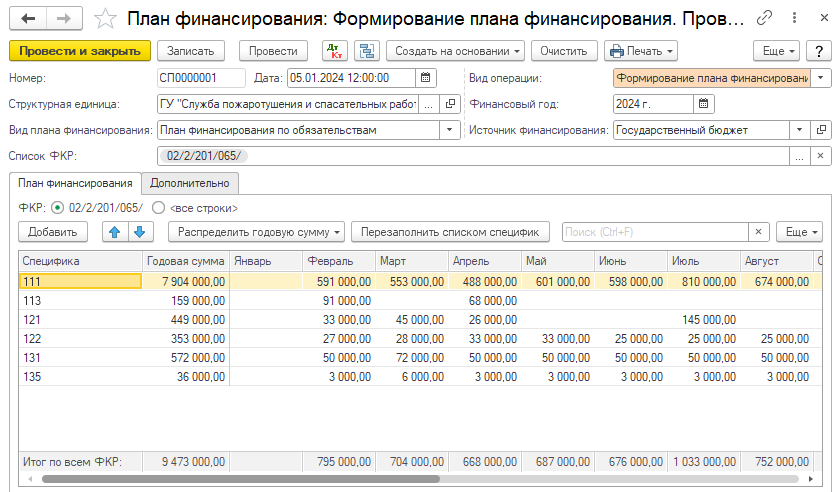 План финансирования: Формирование плана финансирования. Пров...
Провести и закрыть Записать Провести Дт Кт Создать на основании Очистить Печать Еще ?
Номер: СП0000001 Дата: 05.01.2024 12:00:00 Вид операции: Формирование плана финансировани
Структурная единица: ГУ "Служба пожаротушения и спасательных работ ... Финансовый год: 2024 г.
Вид плана финансирования: План финансирования по обязательствам Источник финансирования: Государственный бюджет
Список ФКР: 02/2/201/065/ ...
План финансирования Дополнительно
ФКР: 02/2/201/065/ <все строки>
Добавить Распределить годовую сумму Перезаполнить списком специфик Поиск (Ctrl+F) × Еще
Специфика Годовая сумма Январь Февраль Март Апрель Май Июнь Июль Август С
111 7 904 000,00 591 000,00 553 000,00 488 000,00 601 000,00 598 000,00 810 000,00 674 000,00
113 159 000,00 91 000,00 68 000,00
121 449 000,00 33 000,00 45 000,00 26 000,00 145 000,00
122 353 000,00 27 000,00 28 000,00 33 000,00 33 000,00 25 000,00 25 000,00 25 000,00
131 572 000,00 50 000,00 72 000,00 50 000,00 50 000,00 50 000,00 50 000,00 50 000,00
135 36 000,00 3 000,00 6 000,00 3 000,00 3 000,00 3 000,00 3 000,00 3 000,00
Итог по всем ФКР: 9 473 000,00 795 000,00 704 000,00 668 000,00 687 000,00 676 000,00 1 033 000,00 752 000,00